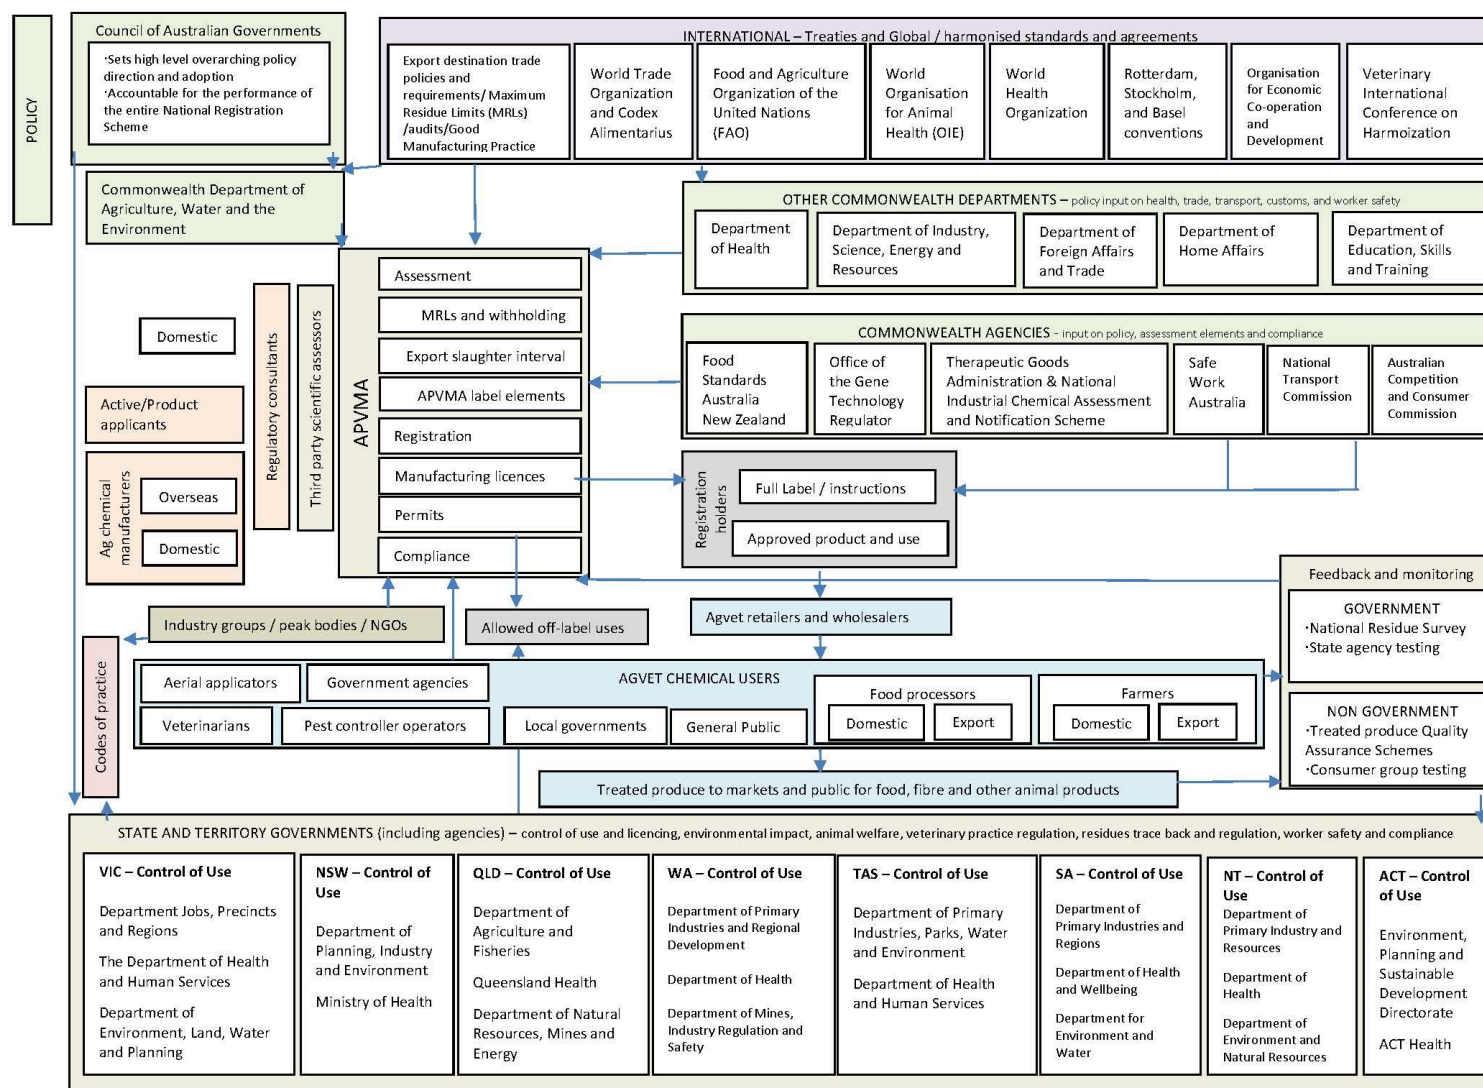 POLICY
Council of Australian Governments
·Sets high level overarching policy
direction and adoption
·Accountable for the performance of
the entire National Registration
Scheme
INTERNATIONAL – Treaties and Global / harmonised standards and agreements
Export destination trade
policies and
requirements/ Maximum
Residue Limits (MRLs)
/audits/Good
Manufacturing Practice
World Trade
Organization
and Codex
Alimentarius
Food and Agriculture
Organization of the
United Nations
(FAO)
World
Organisation
for Animal
Health (OIE)
World
Health
Organization
Rotterdam,
Stockholm,
and Basel
conventions
Organisation
for Economic
Co-operation
and
Development
Veterinary
International
Conference on
Harmoization
Commonwealth Department of
Agriculture, Water and the
Environment
OTHER COMMONWEALTH DEPARTMENTS – policy input on health, trade, transport, customs, and worker safety
Department
of Health
Department of Industry,
Science, Energy and
Resources
Department of
Foreign Affairs
and Trade
Department of
Home Affairs
Department of
Education, Skills
and Training
APVMA
Assessment
MRLs and withholding
Export slaughter interval
APVMA label elements
Registration
Manufacturing licences
Permits
Compliance
Domestic
Active/Product
applicants
Ag chemical
manufacturers
Overseas
Domestic
Regulatory consultants
Third party scientific assessors
COMMONWEALTH AGENCIES - input on policy, assessment elements and compliance
Food
Standards
Australia
New Zealand
Office of
the Gene
Technology
Regulator
Therapeutic Goods
Administration & National
Industrial Chemical Assessment
and Notification Scheme
Safe
Work
Australia
National
Transport
Commission
Australian
Competition
and Consumer
Commission
Registration
holders
Full Label / instructions
Approved product and use
Feedback and monitoring
GOVERNMENT
·National Residue Survey
·State agency testing
NON GOVERNMENT
·Treated produce Quality
Assurance Schemes
·Consumer group testing
Industry groups / peak bodies / NGOs
Allowed off-label uses
Agvet retailers and wholesalers
Codes of practice
AGVET CHEMICAL USERS
Aerial applicators
Government agencies
Veterinarians
Pest controller operators
Local governments
General Public
Food processors
Domestic
Export
Farmers
Domestic
Export
Treated produce to markets and public for food, fibre and other animal products
STATE AND TERRITORY GOVERNMENTS (including agencies) – control of use and licencing, environmental impact, animal welfare, veterinary practice regulation, residues trace back and regulation, worker safety and compliance
VIC – Control of Use
Department Jobs, Precincts
and Regions
The Department of Health
and Human Services
Department of
Environment, Land, Water
and Planning
NSW – Control of
Use
Department of
Planning, Industry
and Environment
Ministry of Health
QLD – Control of Use
Department of
Agriculture and
Fisheries
Queensland Health
Department of Natural
Resources, Mines and
Energy
WA – Control of Use
Department of Primary
Industries and Regional
Development
Department of Health
Department of Mines,
Industry Regulation and
Safety
TAS – Control of Use
Department of Primary
Industries, Parks, Water
and Environment
Department of Health
and Human Services
SA – Control of Use
Department of
Primary Industries and
Regions
Department of Health
and Wellbeing
Department for
Environment and
Water
NT – Control of
Use
Department of
Primary Industry and
Resources
Department of
Health
Department of
Environment and
Natural Resources
ACT – Control
of Use
Environment,
Planning and
Sustainable
Development
Directorate
ACT Health